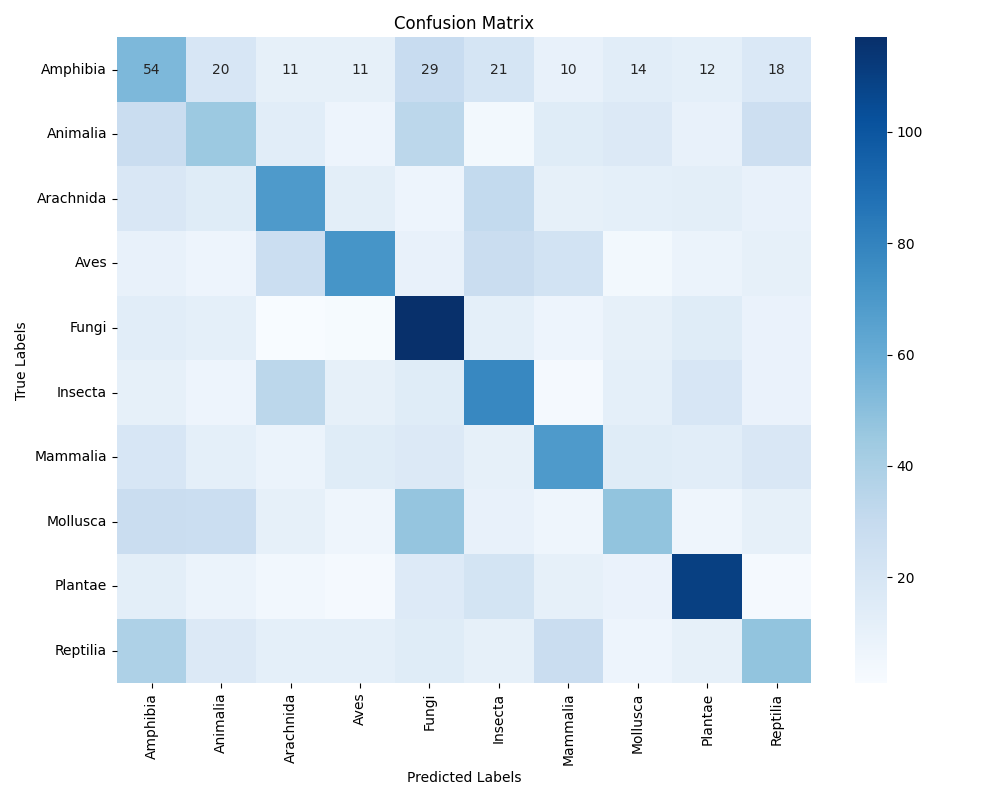 Confusion Matrix
True Labels
Amphibia 54 20 11 11 29 21 10 14 12 18
Animalia
Arachnida
Aves
Fungi
Insecta
Mammalia
Mollusca
Plantae
Reptilia
Amphibia Animalia Arachnida Aves Fungi Insecta Mammalia Mollusca Plantae Reptilia
Predicted Labels
100
80
60
40
20